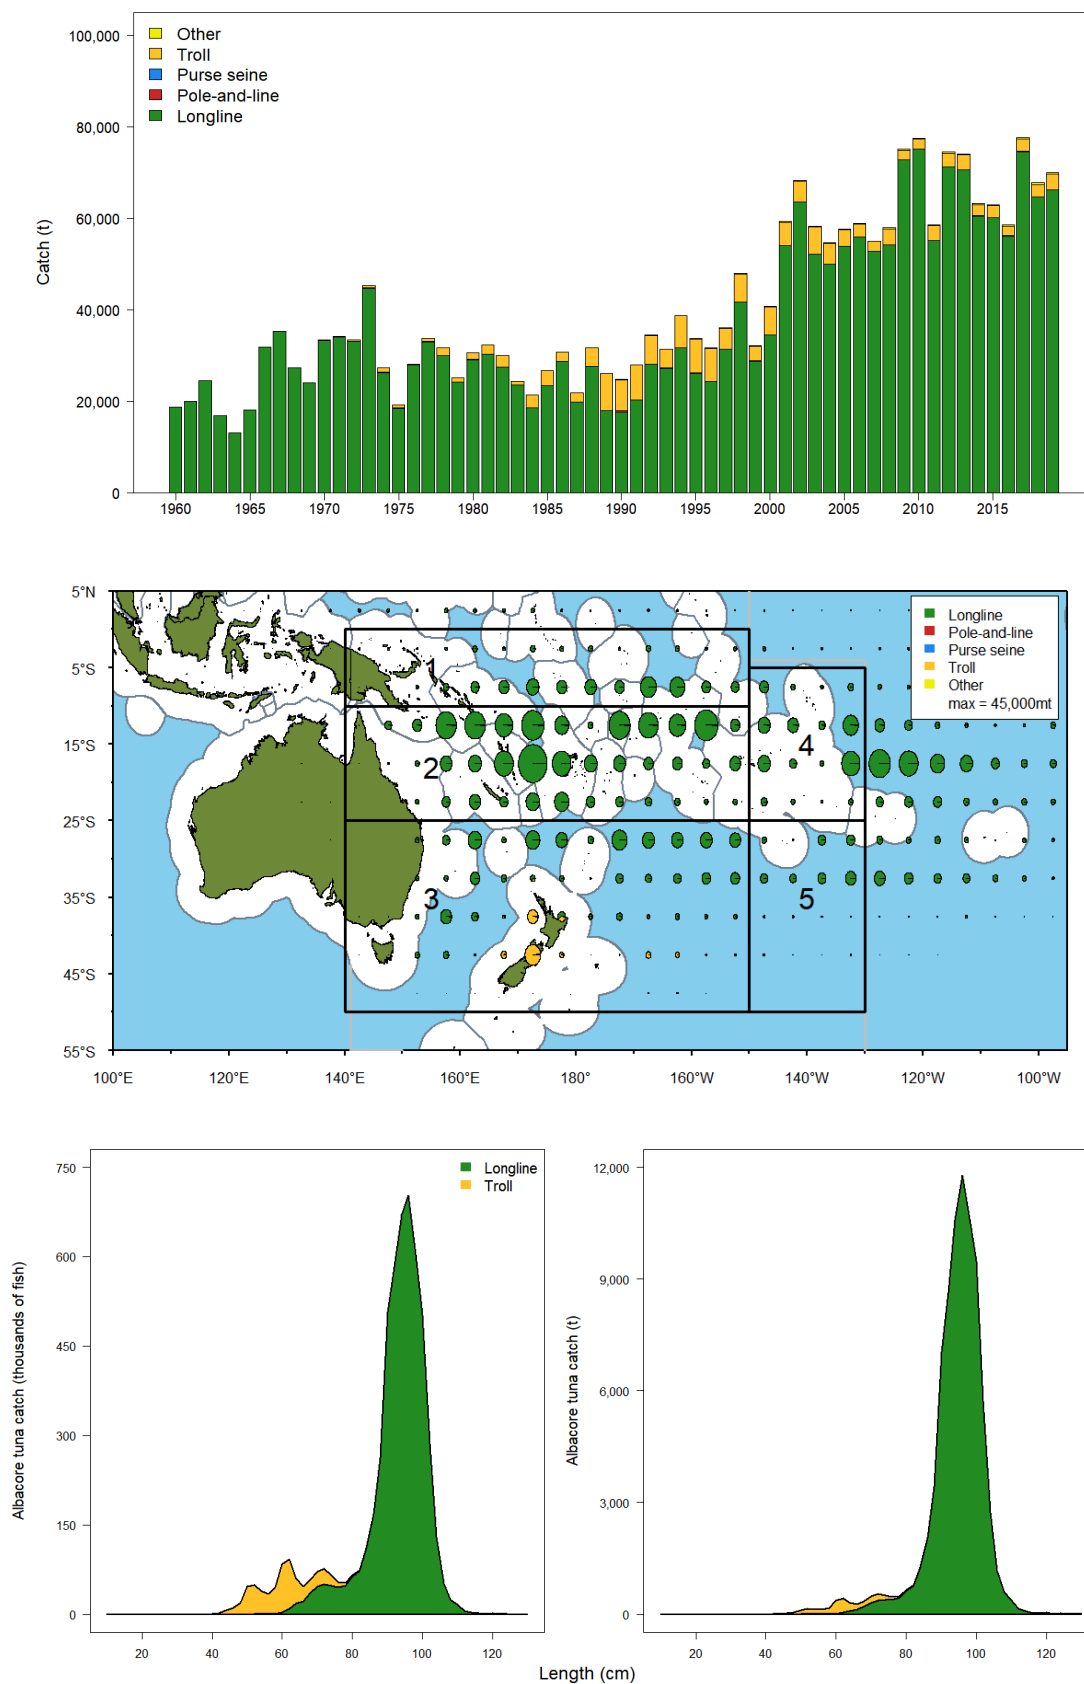 100,000
80,000
60,000
40,000
20,000
0
Catch (t)
Other
Troll
Purse seine
Pole-and-line
Longline
1960 1965 1970 1975 1980 1985 1990 1995 2000 2005 2010 2015
5°N
5°S
15°S
25°S
35°S
45°S
55°S
1
2
3
4
5
Longline
Pole-and-line
Purse seine
Troll
Other
max = 45,000mt
100°E 120°E 140°E 160°E 180° 160°W 140°W 120°W 100°W
750
600
450
300
150
0
Albacore tuna catch (thousands of fish)
Longline
Troll
20 40 60 80 100 120
12,000
9,000
6,000
3,000
0
Albacore tuna catch (t)
20 40 60 80 100 120
Length (cm)